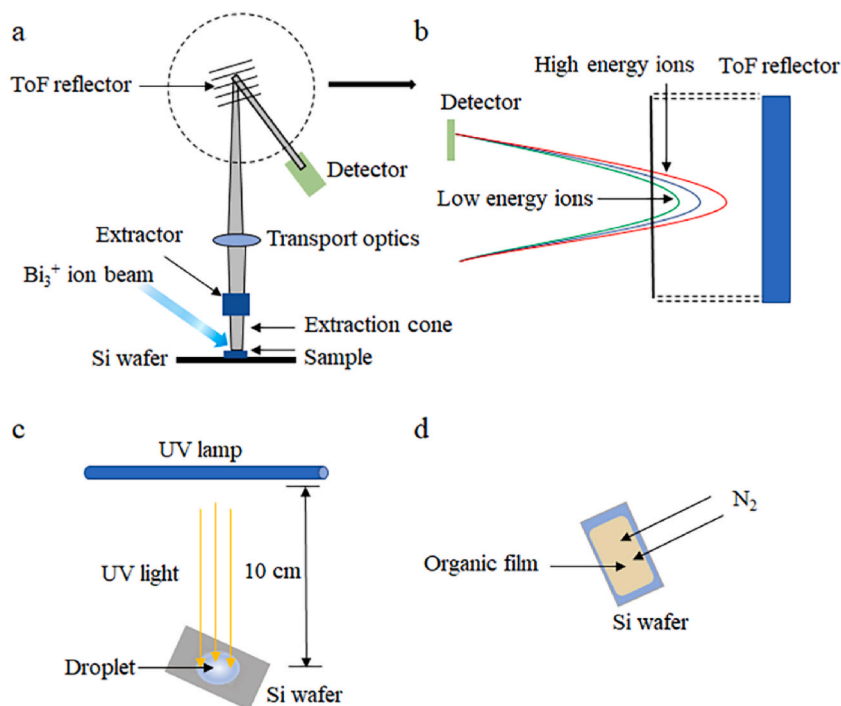 a
ToF reflector
Detector
Extractor
Transport optics
Bi₃⁺ ion beam
Extraction cone
Si wafer
Sample
b
High energy ions
ToF reflector
Detector
Low energy ions
c
UV lamp
UV light
10 cm
Droplet
Si wafer
d
N₂
Organic film
Si wafer